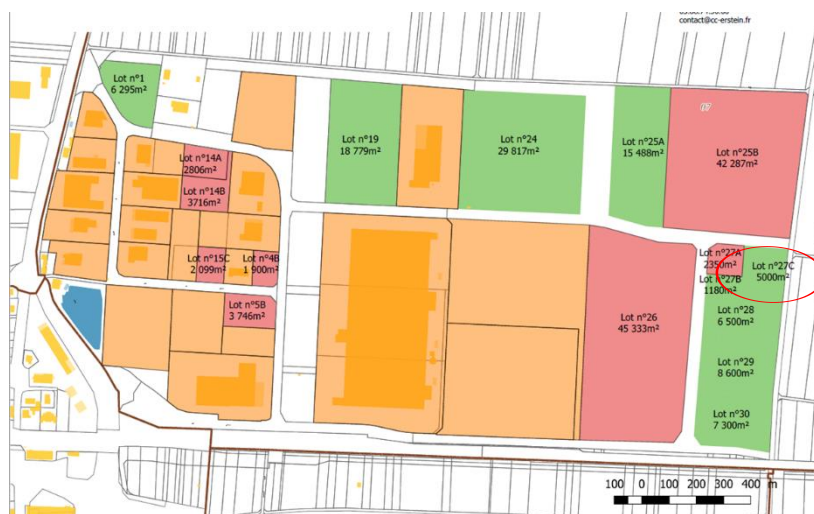 contact@cc-erstein.fr
Lot n°1
6 295m²
Lot n°19
18 779m²
Lot n°24
29 817m²
Lot n°25A
15 488m²
Lot n°25B
42 287m²
Lot n°14A
2806m²
Lot n°14B
3716m²
Lot n°15C
2 099m²
Lot n°4B
1 900m²
Lot n°5B
3 746m²
Lot n°26
45 333m²
Lot n°27A
2350m²
Lot n°27B
1180m²
Lot n°27C
5000m²
Lot n°28
6 500m²
Lot n°29
8 600m²
Lot n°30
7 300m²
100 0 100 200 300 400 m